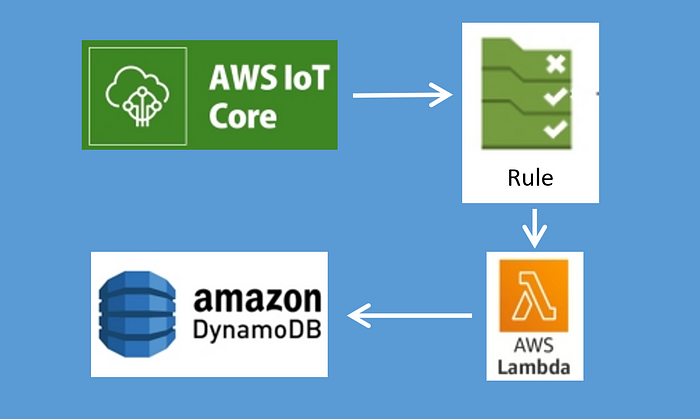 AWS IoT
Core
Rule
amazon
DynamoDB
AWS
Lambda